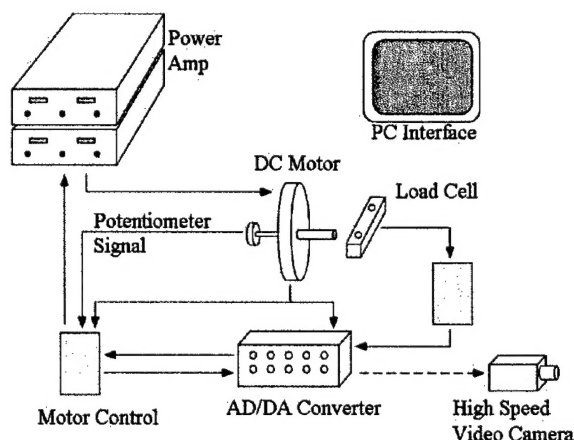 Power
Amp
PC Interface
DC Motor
Load Cell
Potentiometer
Signal
Motor Control
AD/DA Converter
High Speed
Video Camera